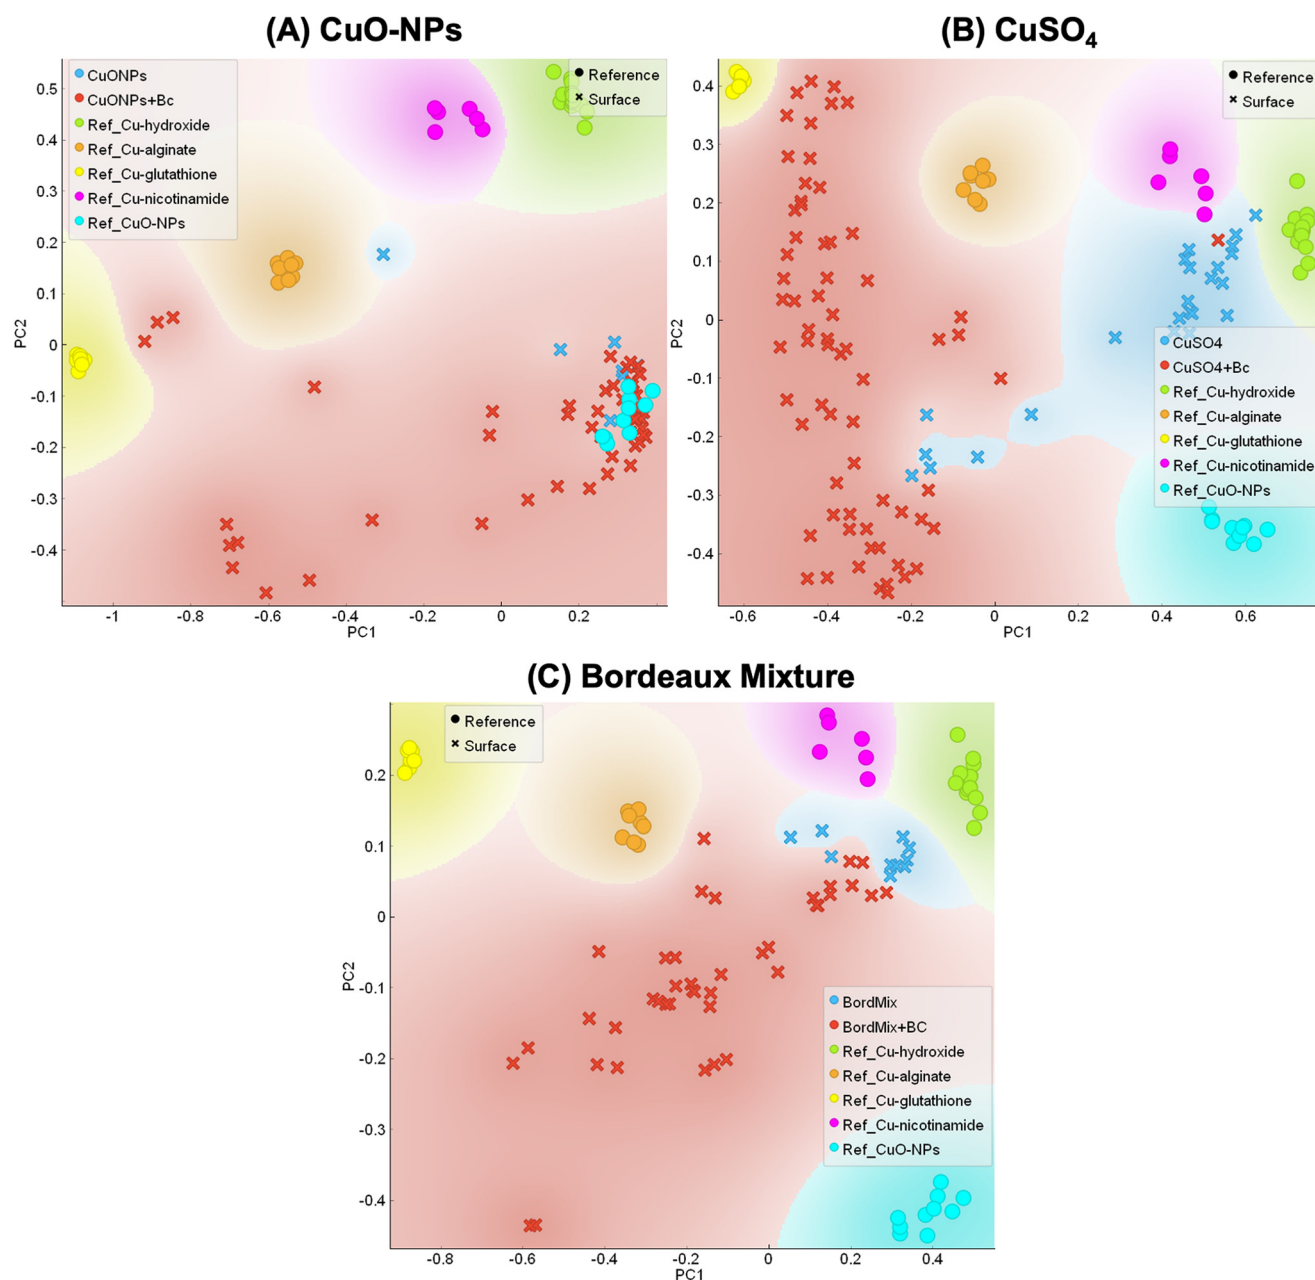 (A) CuO-NPs
CuONPs
CuONPs+Bc
Ref_Cu-hydroxide
Ref_Cu-alginate
Ref_Cu-glutathione
Ref_Cu-nicotinamide
Ref_CuO-NPs
Reference
Surface
0.5
0.4
0.3
0.2
0.1
0
-0.1
-0.2
-0.3
-0.4
PC2
-1
-0.8
-0.6
-0.4
-0.2
0
0.2
0.4
PC1
(B) CuSO4
Reference
Surface
0.4
0.3
0.2
0.1
0
-0.1
-0.2
-0.3
-0.4
PC2
CuSO4
CuSO4+Bc
Ref_Cu-hydroxide
Ref_Cu-alginate
Ref_Cu-glutathione
Ref_Cu-nicotinamide
Ref_CuO-NPs
-0.6
-0.4
-0.2
0
0.2
0.4
0.6
PC1
(C) Bordeaux Mixture
Reference
Surface
0.2
0.1
0
-0.1
-0.2
-0.3
-0.4
PC2
BordMix
BordMix+BC
Ref_Cu-hydroxide
Ref_Cu-alginate
Ref_Cu-glutathione
Ref_Cu-nicotinamide
Ref_CuO-NPs
-0.8
-0.6
-0.4
-0.2
0
0.2
0.4
PC1